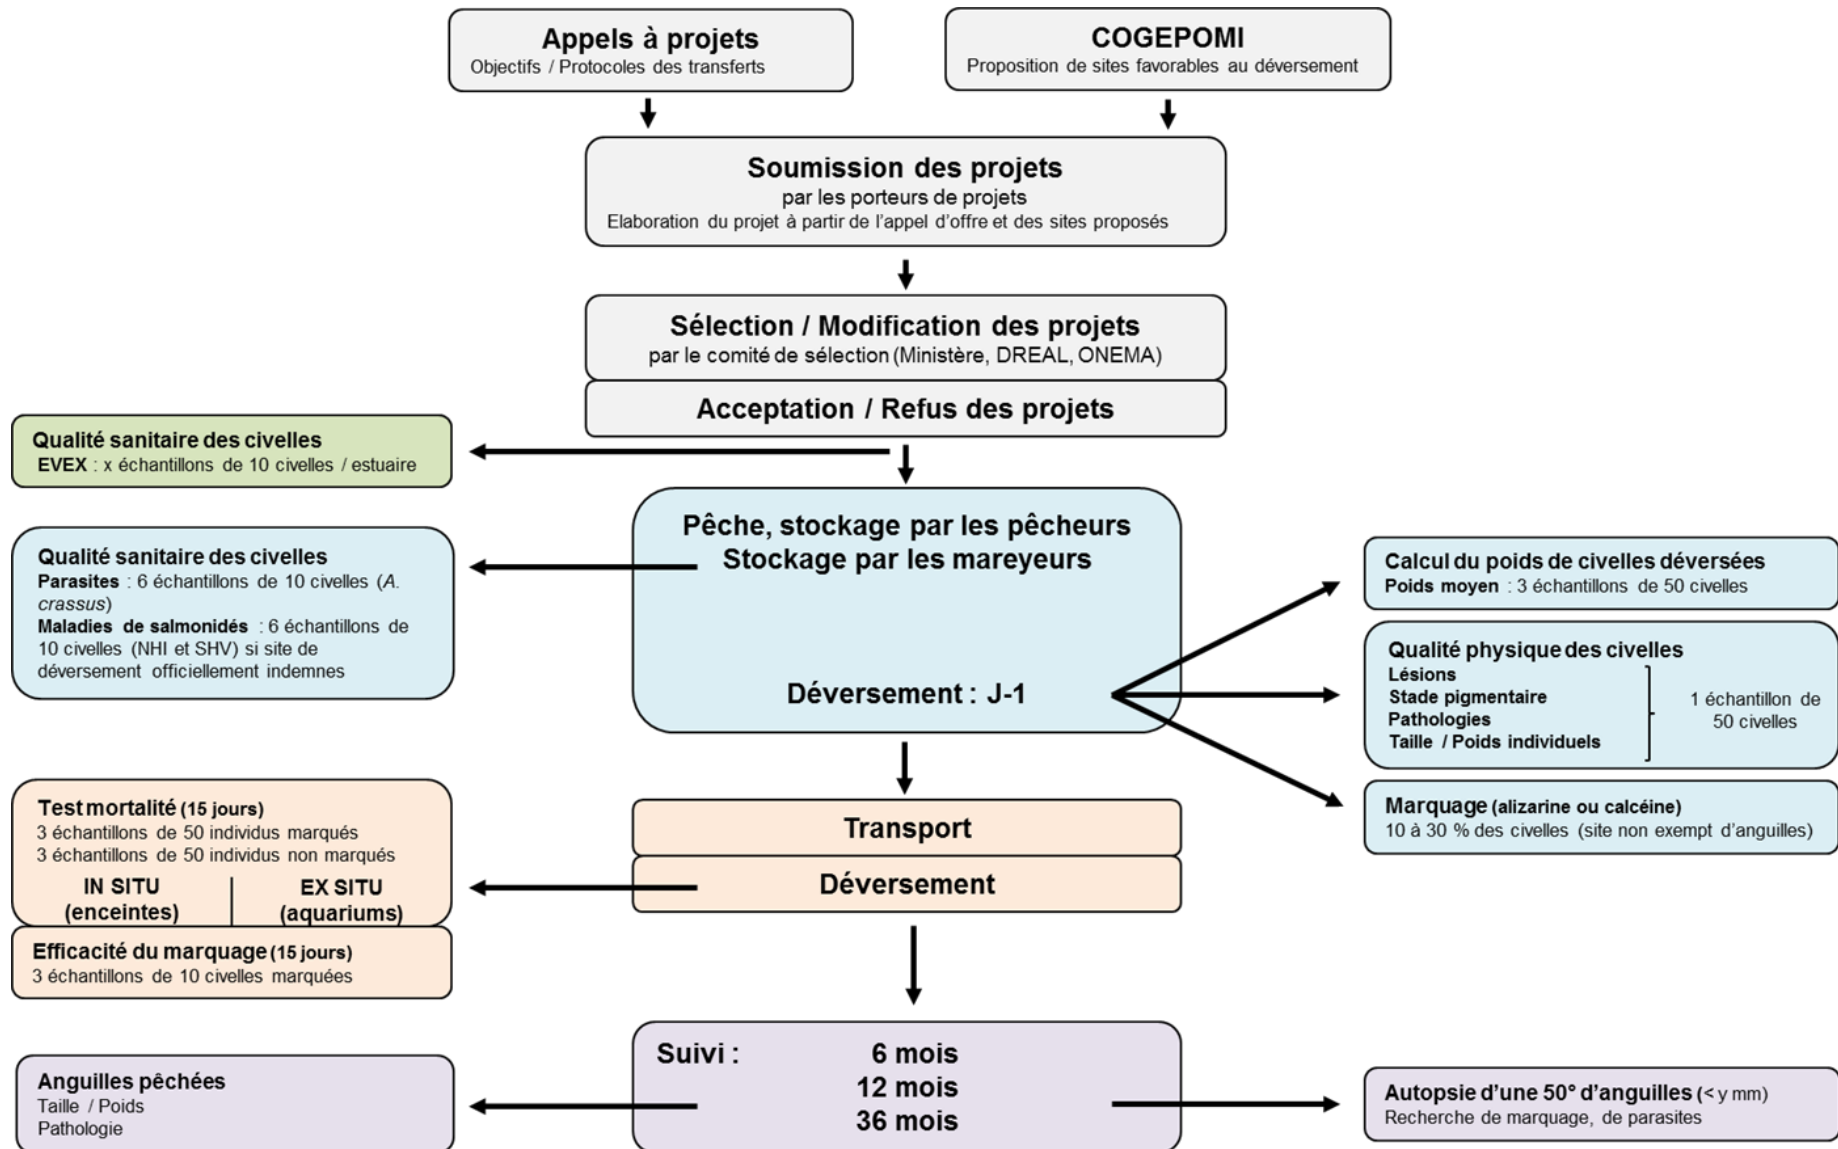 Appels à projets
Objectifs / Protocoles des transferts
COGEPOMI
Proposition de sites favorables au déversement
Soumission des projets
par les porteurs de projets
Elaboration du projet à partir de l'appel d'offre et des sites proposés
Sélection / Modification des projets
par le comité de sélection (Ministère, DREAL, ONEMA)
Acceptation / Refus des projets
Qualité sanitaire des civelles
EVEX : x échantillons de 10 civelles / estuaire
Pêche, stockage par les pêcheurs
Stockage par les mareyeurs
Déversement : J-1
Qualité sanitaire des civelles
Parasites : 6 échantillons de 10 civelles (A.
crassus)
Maladies de salmonidés : 6 échantillons de
10 civelles (NHI et SHV) si site de
déversement officiellement indemnes
Calcul du poids de civelles déversées
Poids moyen : 3 échantillons de 50 civelles
Qualité physique des civelles
Lésions
Stade pigmentaire
Pathologies
Taille / Poids individuels
1 échantillon de
50 civelles
Marquage (alizarine ou calcéine)
10 à 30 % des civelles (site non exempt d'anguilles)
Transport
Déversement
Test mortalité (15 jours)
3 échantillons de 50 individus marqués
3 échantillons de 50 individus non marqués
IN SITU
(enceintes)
EX SITU
(aquariums)
Efficacité du marquage (15 jours)
3 échantillons de 10 civelles marquées
Suivi : 6 mois
12 mois
36 mois
Anguilles pêchées
Taille / Poids
Pathologie
Autopsie d'une 50° d'anguilles (< y mm)
Recherche de marquage, de parasites